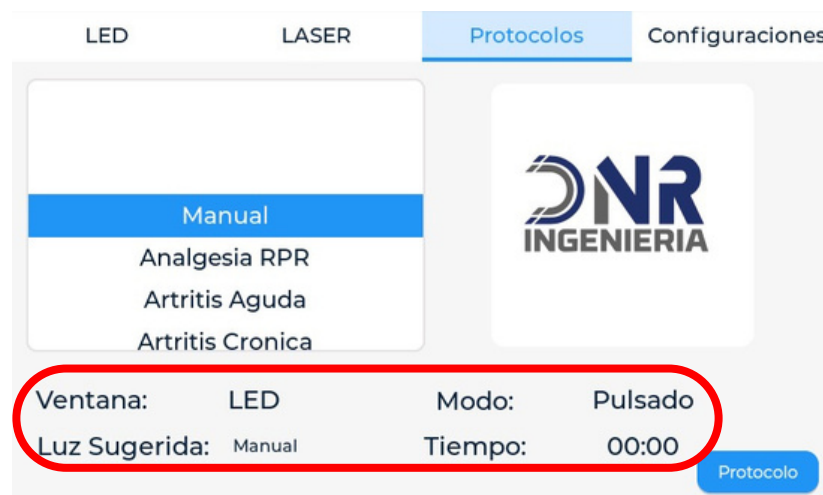 LED LASER Protocolos Configuraciones
Manual
Analgesia RPR
Artritis Aguda
Artritis Cronica
DNR
INGENIERIA
Ventana: LED Modo: Pulsado
Luz Sugerida: Manual Tiempo: 00:00
Protocolo